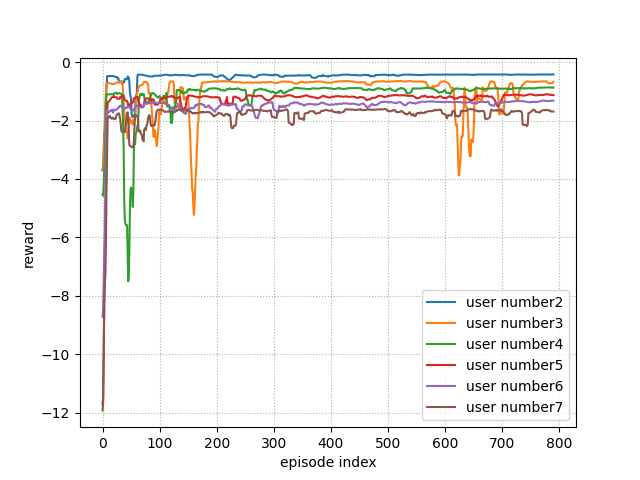 0
−2
−4
−6
−8
−10
−12
reward
0 100 200 300 400 500 600 700 800
episode index
user number2
user number3
user number4
user number5
user number6
user number7